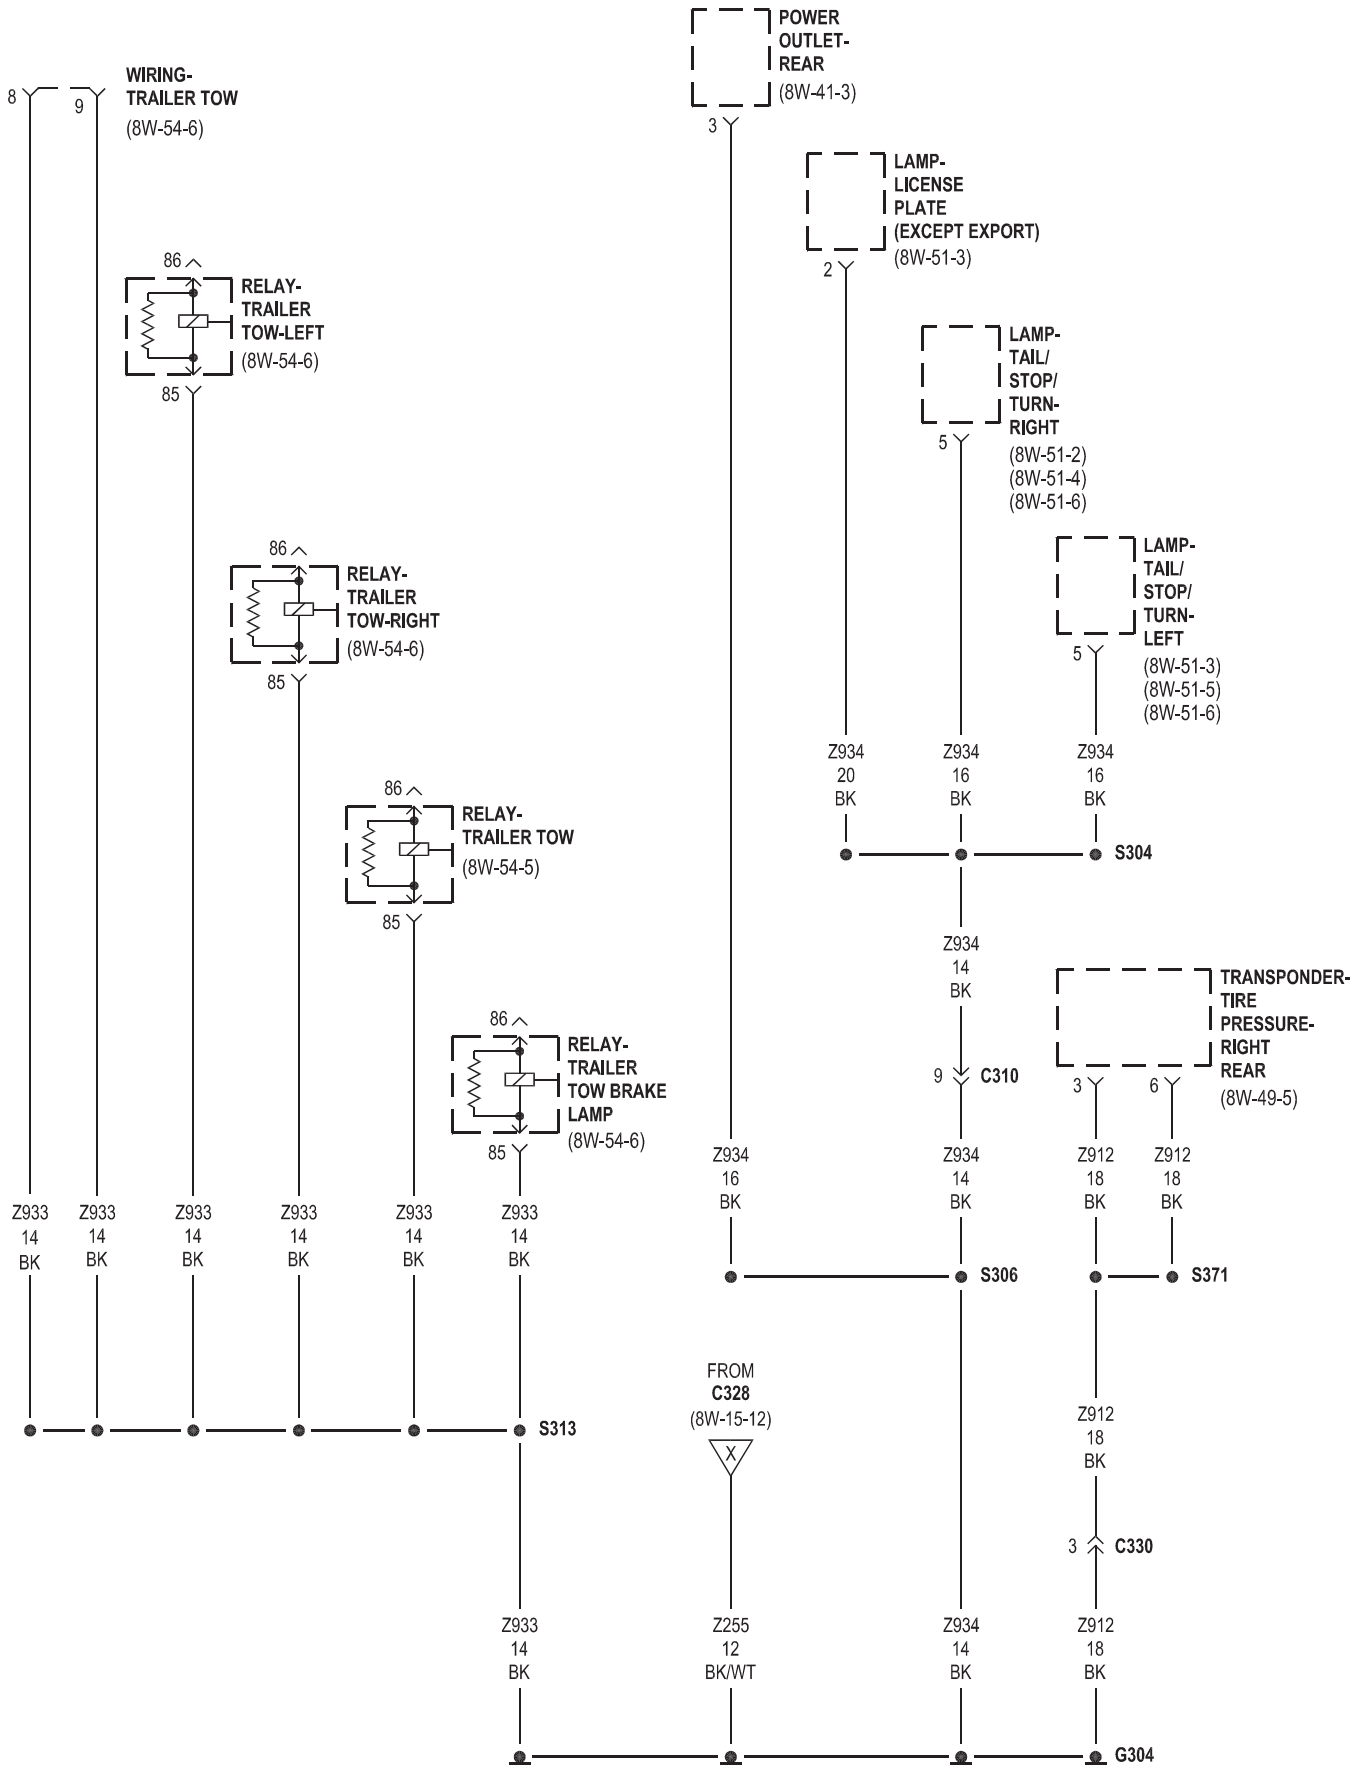 POWER
OUTLET-
REAR
(8W-41-3)
3
WIRING-
TRAILER TOW
(8W-54-6)
8
9
LAMP-
LICENSE
PLATE
(EXCEPT EXPORT)
(8W-51-3)
2
86
RELAY-
TRAILER
TOW-LEFT
(8W-54-6)
85
LAMP-
TAIL/
STOP/
TURN-
RIGHT
(8W-51-2)
(8W-51-4)
(8W-51-6)
5
86
RELAY-
TRAILER
TOW-RIGHT
(8W-54-6)
85
LAMP-
TAIL/
STOP/
TURN-
LEFT
(8W-51-3)
(8W-51-5)
(8W-51-6)
5
Z934
20
BK
Z934
16
BK
Z934
16
BK
S304
86
RELAY-
TRAILER TOW
(8W-54-5)
85
Z934
14
BK
9
C310
TRANSPONDER-
TIRE
PRESSURE-
RIGHT
REAR
(8W-49-5)
3
6
86
RELAY-
TRAILER
TOW BRAKE
LAMP
(8W-54-6)
85
Z934
16
BK
Z934
14
BK
Z912
18
BK
Z912
18
BK
Z933
14
BK
Z933
14
BK
Z933
14
BK
Z933
14
BK
Z933
14
BK
Z933
14
BK
S306
S371
FROM
C328
(8W-15-12)
X
S313
Z912
18
BK
3
C330
Z933
14
BK
Z255
12
BK/WT
Z934
14
BK
Z912
18
BK
G304